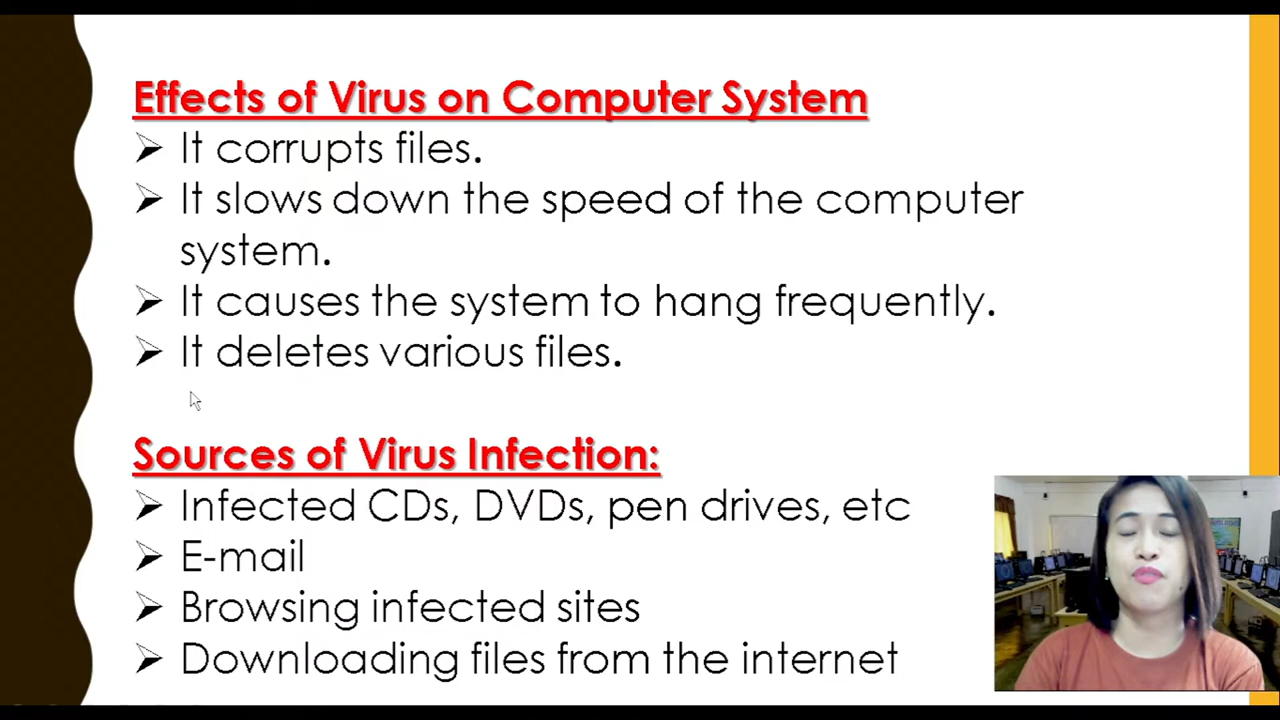 Effects of Virus on Computer System
It corrupts files.
It slows down the speed of the computer
system.
It causes the system to hang frequently.
It deletes various files.
Sources of Virus Infection:
Infected CDs, DVDs, pen drives, etc
E-mail
Browsing infected sites
Downloading files from the internet